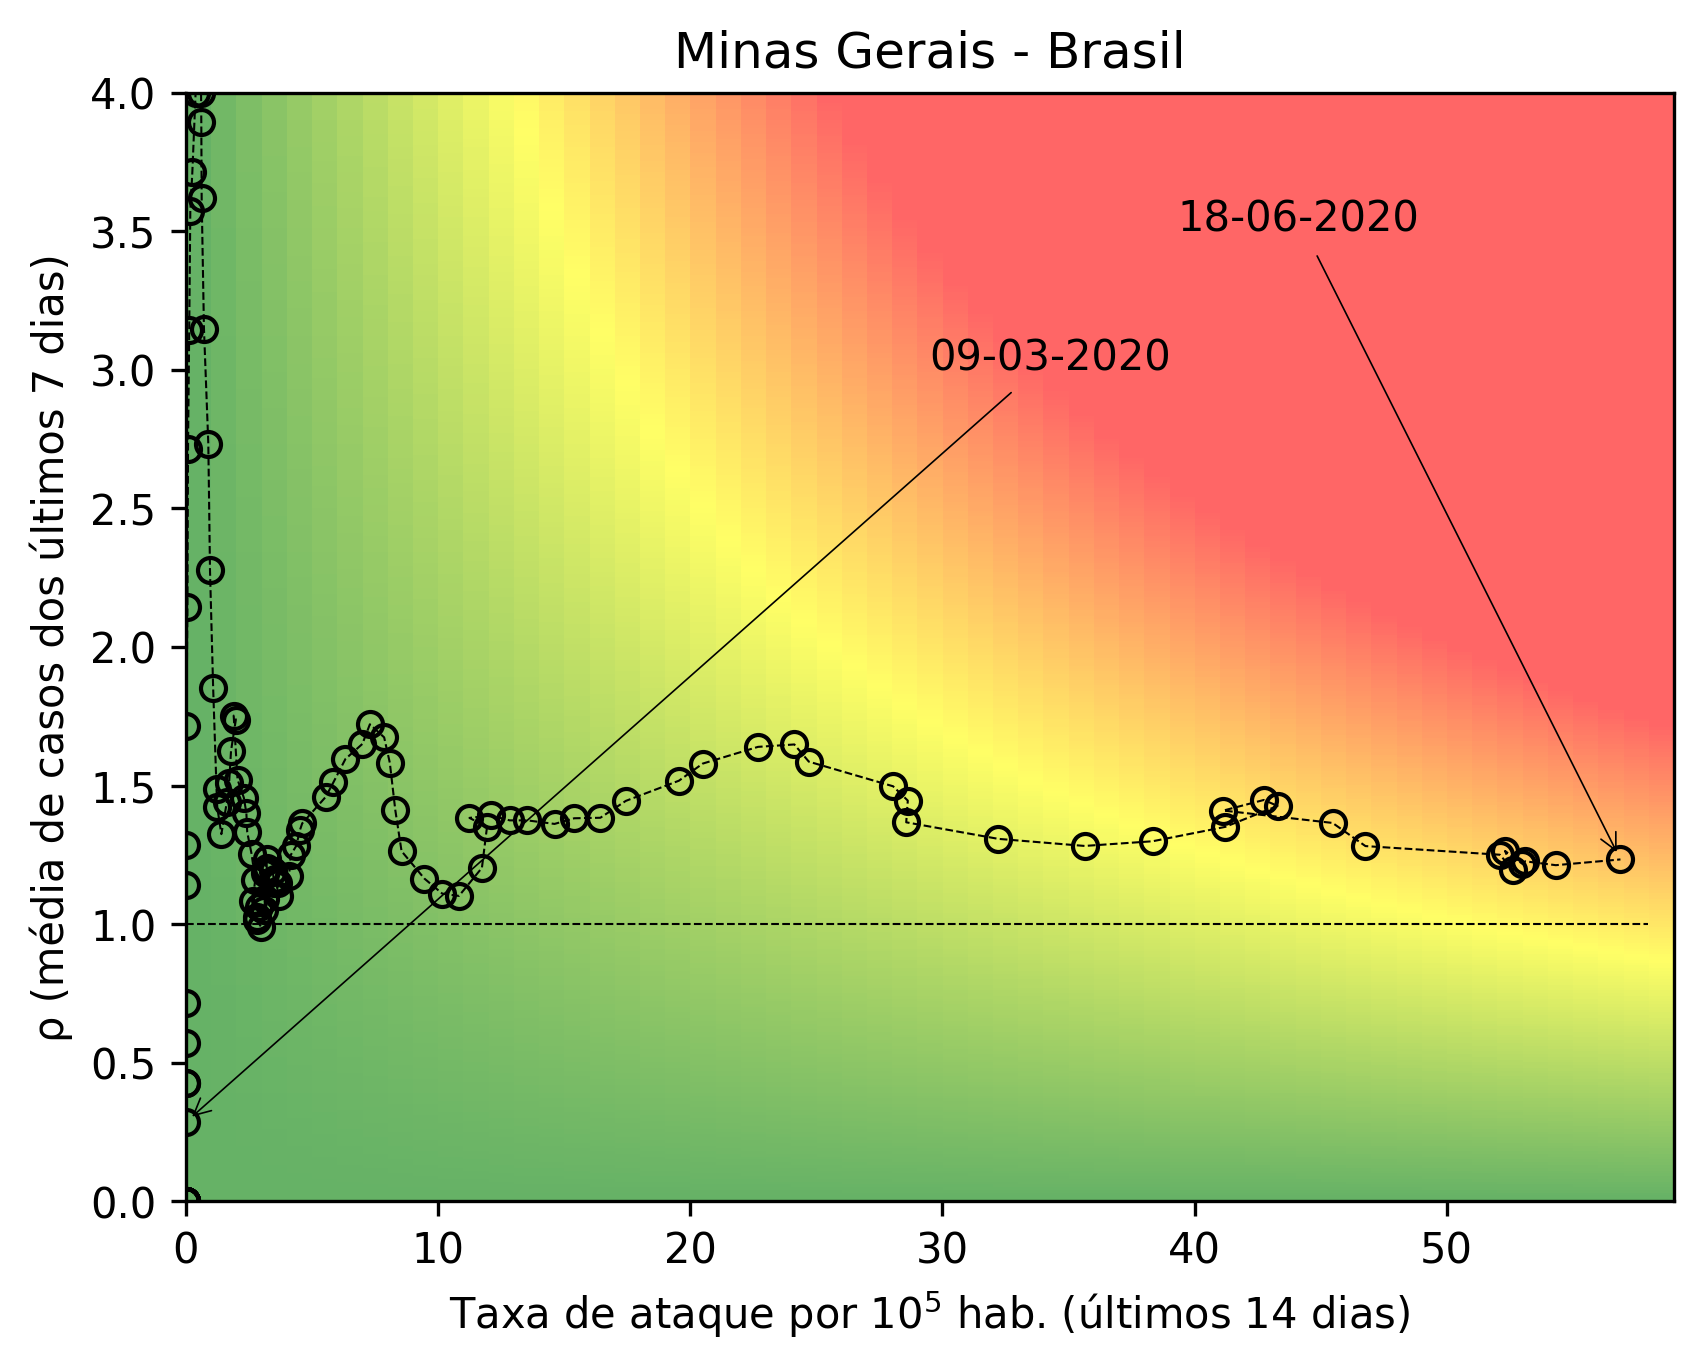 Minas Gerais - Brasil
4.0
3.5
3.0
2.5
2.0
1.5
1.0
0.5
0.0
ρ (média de casos dos últimos 7 dias)
18-06-2020
09-03-2020
0 10 20 30 40 50
Taxa de ataque por 10⁵ hab. (últimos 14 dias)